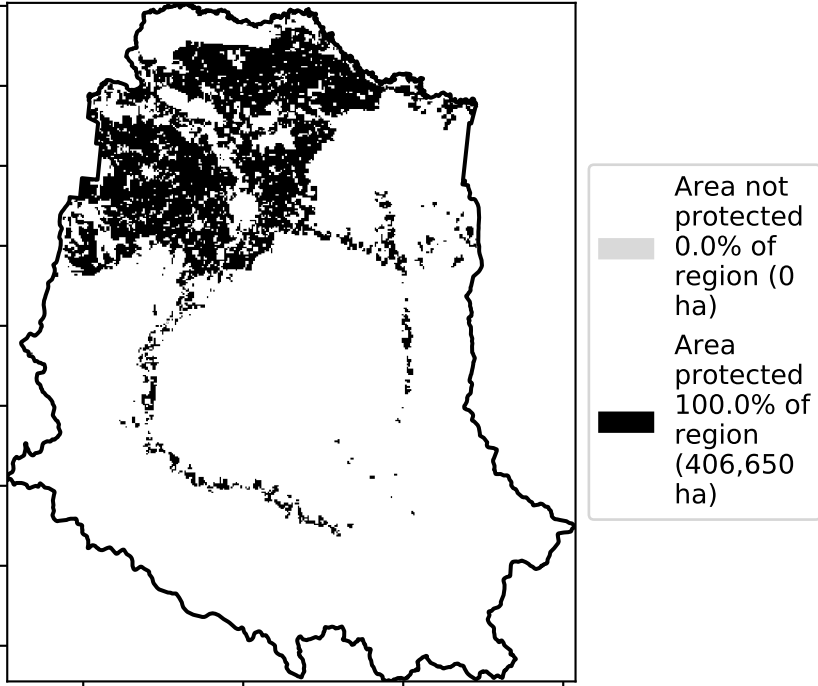 Area not
protected
0.0% of
region (0
ha)
Area
protected
100.0% of
region
(406,650
ha)